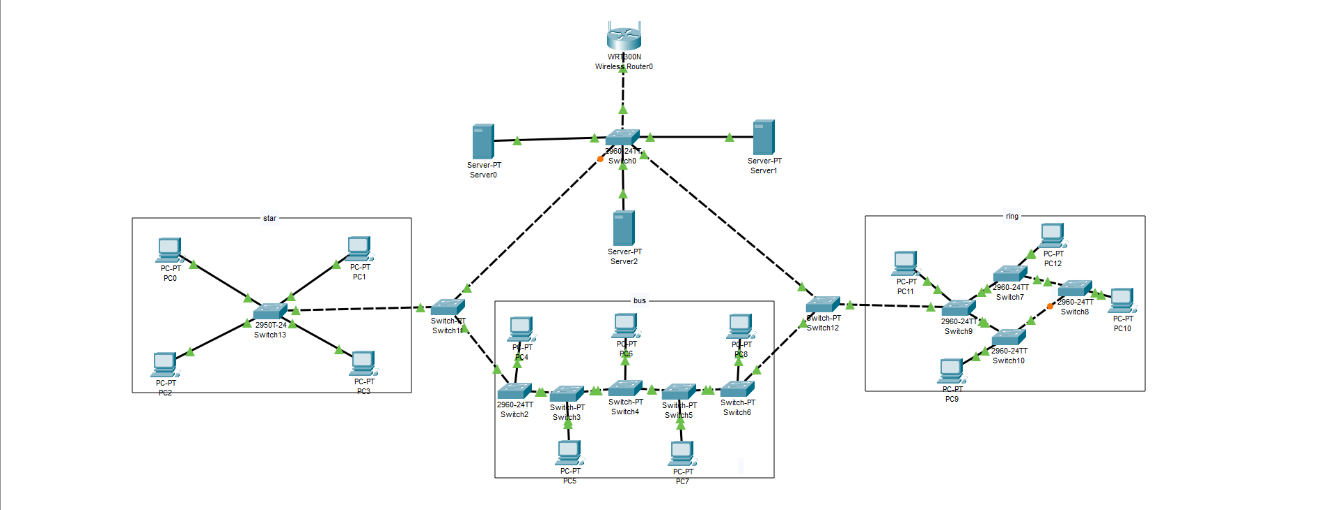 WRT300N
Wireless Router0
2960-24TT
Switch0
Server-PT
Server0
Server-PT
Server1
Server-PT
Server2
star
PC-PT
PC0
PC-PT
PC1
2950T-24
Switch13
PC-PT
PC2
PC-PT
PC3
Switch-PT
bus
PC-PT
PC4
PC-PT
PC6
PC-PT
PC8
2960-24TT
Switch2
Switch-PT
Switch3
Switch-PT
Switch4
Switch-PT
Switch5
Switch-PT
Switch6
PC-PT
PC5
PC-PT
PC7
Switch-PT
Switch12
ring
PC-PT
PC12
PC-PT
PC11
2960-24TT
Switch7
2960-24TT
Switch8
PC-PT
PC10
2960-24TT
Switch9
2960-24TT
Switch10
PC-PT
PC9